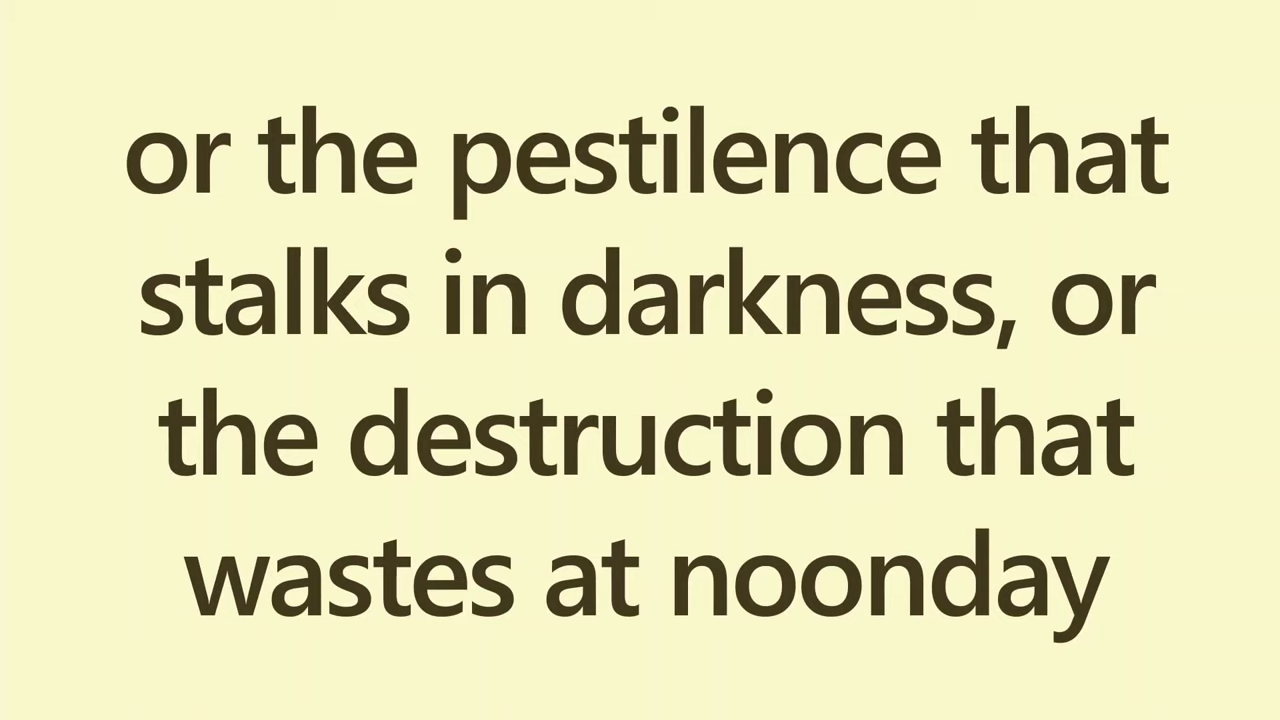 or the pestilence that
stalks in darkness, or
the destruction that
wastes at noonday